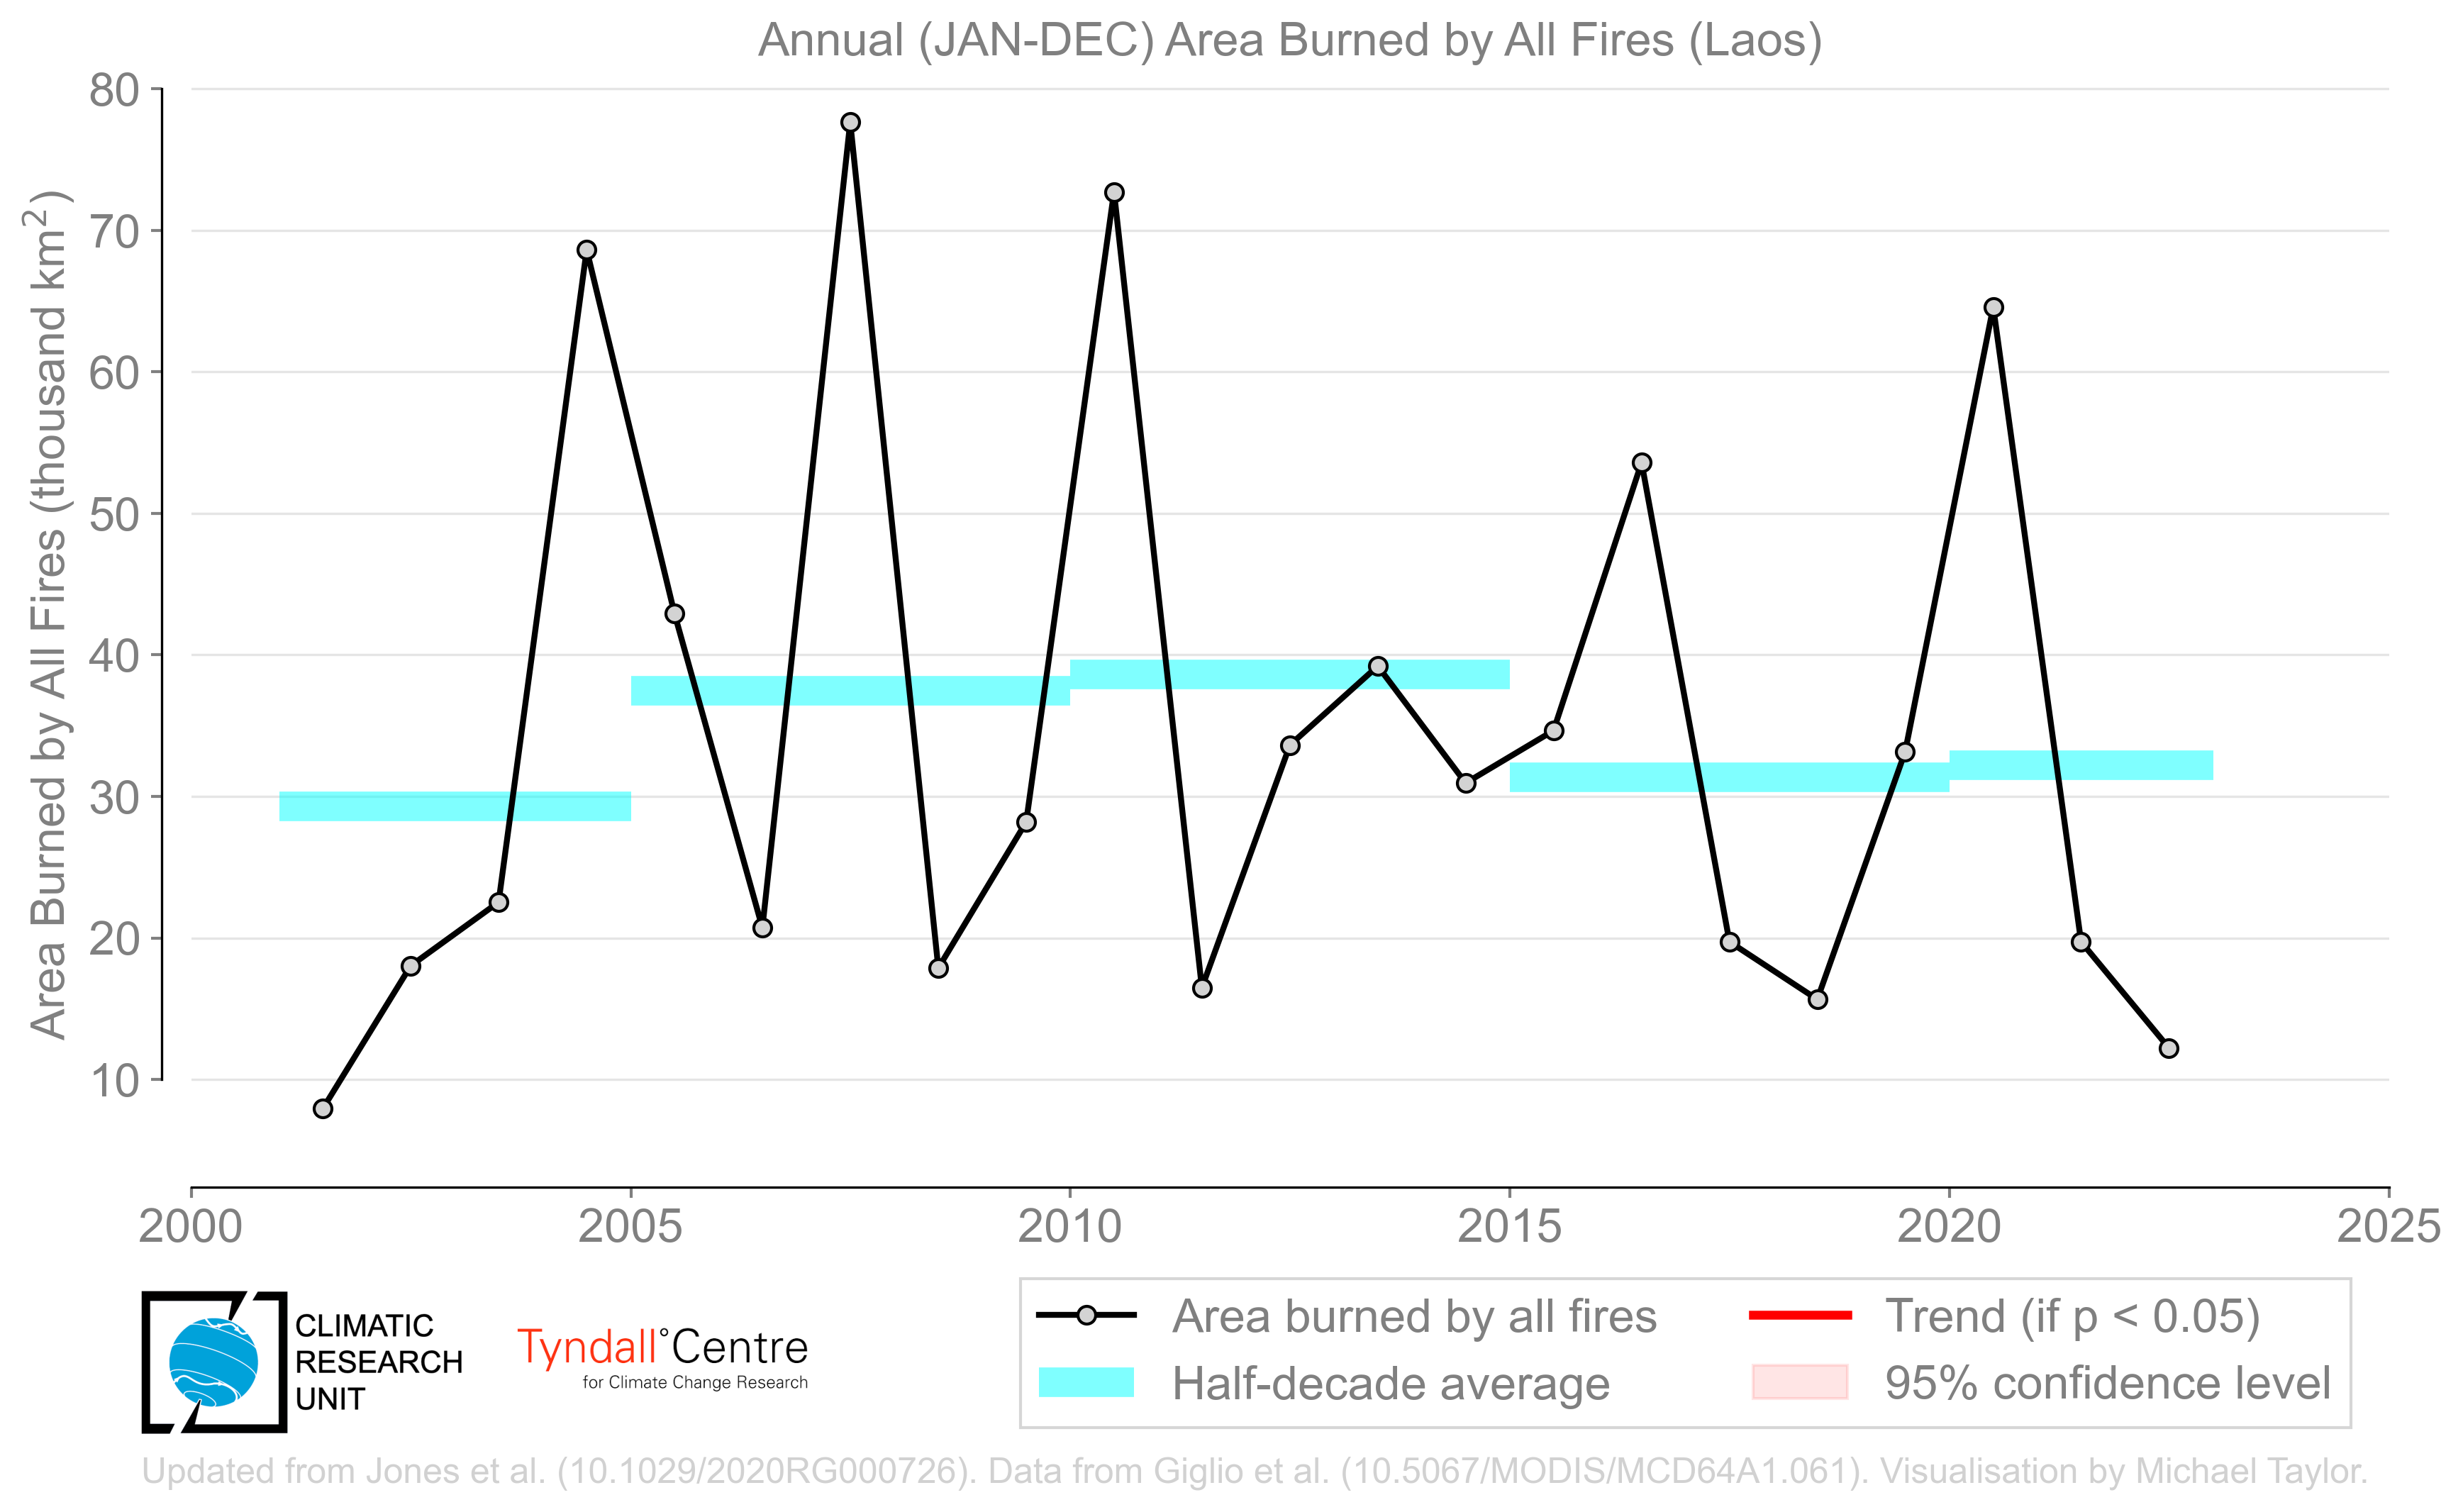 Annual (JAN-DEC) Area Burned by All Fires (Laos)
Area Burned by All Fires (thousand km²)
80
70
60
50
40
30
20
10
2000 2005 2010 2015 2020 2025
CLIMATIC
RESEARCH
UNIT
Tyndall°Centre
for Climate Change Research
Area burned by all fires
Half-decade average
Trend (if p < 0.05)
95% confidence level
Updated from Jones et al. (10.1029/2020RG000726). Data from Giglio et al. (10.5067/MODIS/MCD64A1.061). Visualisation by Michael Taylor.